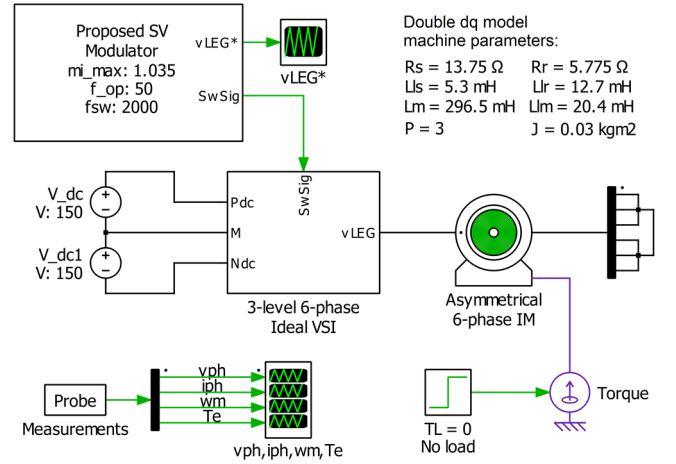 Proposed SV
Modulator
mi_max: 1.035
f_op: 50
fsw: 2000
vLEG*
SwSig
vLEG*
Double dq model
machine parameters:
Rs = 13.75 Ω Rr = 5.775 Ω
Lls = 5.3 mH Llr = 12.7 mH
Lm = 296.5 mH Llm = 20.4 mH
P = 3 J = 0.03 kgm2
V_dc
V: 150
V_dc1
V: 150
SwSig
Pdc
M
Ndc
vLEG
3-level 6-phase
Ideal VSI
Asymmetrical
6-phase IM
Probe
Measurements
vph
iph
wm
Te
vph,iph,wm,Te
TL = 0
No load
Torque